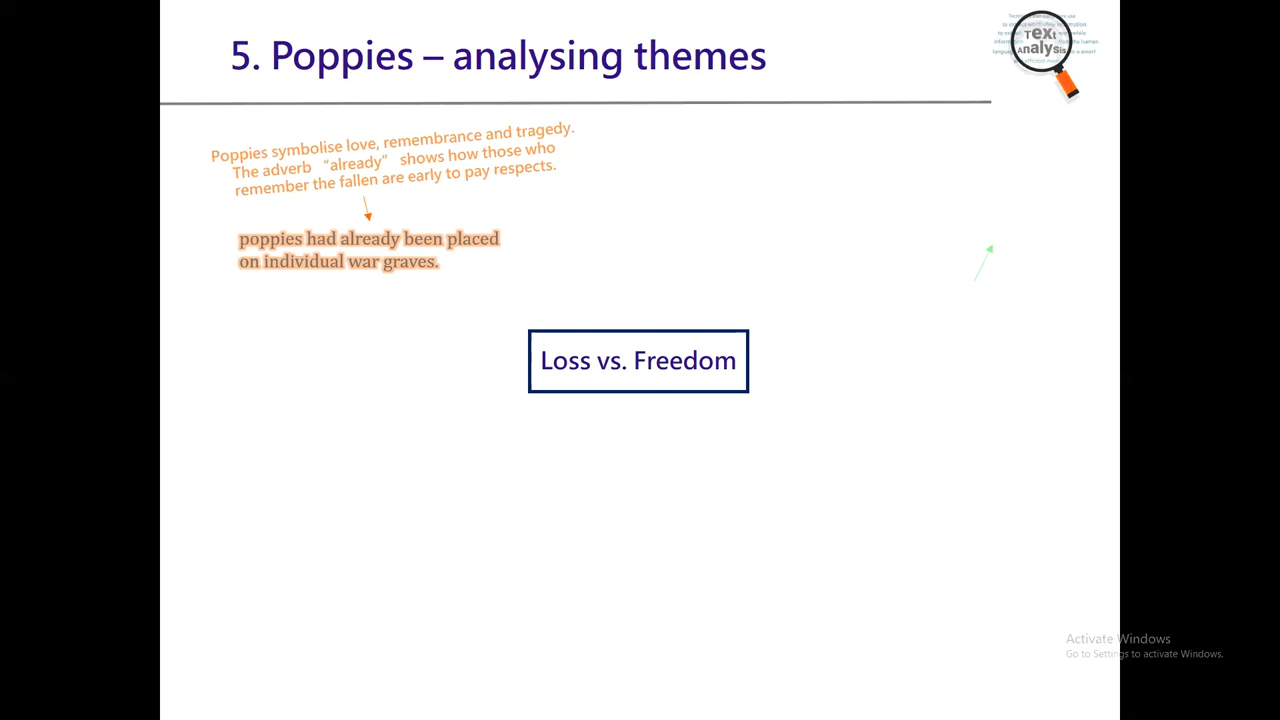 5. Poppies – analysing themes
Text
Analysis
Poppies symbolise love, remembrance and tragedy.
The adverb “already” shows how those who
remember the fallen are early to pay respects.
poppies had already been placed
on individual war graves.
Loss vs. Freedom
Activate Windows
Go to Settings to activate Windows.